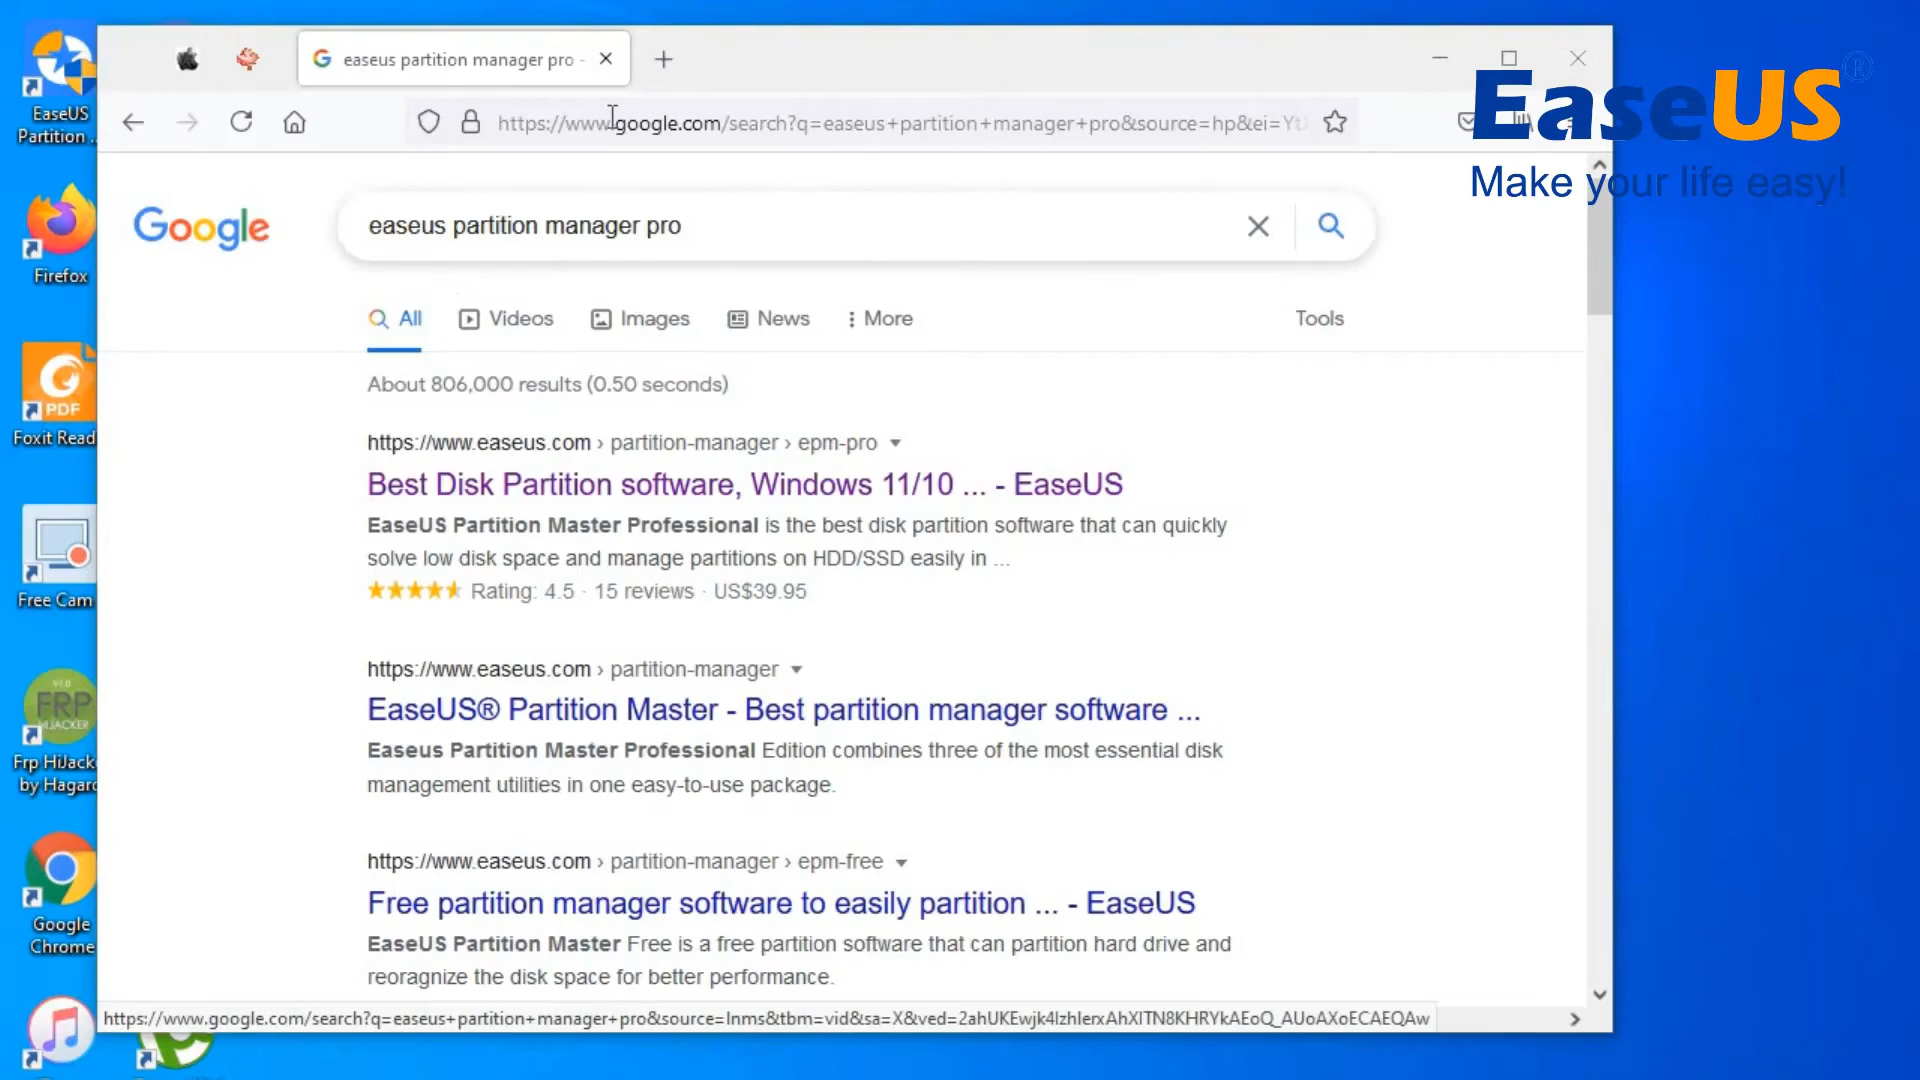 EaseUS
Partition ..
Firefox
PDF
Foxit Read
Free Cam
V1.0
FRP
HIJACKER
Frp HiJack
by Hagard
Google
Chrome
easeus partition manager pro -
https://www.google.com/search?q=easeus+partition+manager+pro&source=hp&ei=Yt
EaseUS®
Make your life easy!
Google
easeus partition manager pro
All
Videos
Images
News
More
Tools
About 806,000 results (0.50 seconds)
https://www.easeus.com › partition-manager › epm-pro
Best Disk Partition software, Windows 11/10 ... - EaseUS
EaseUS Partition Master Professional is the best disk partition software that can quickly
solve low disk space and manage partitions on HDD/SSD easily in ...
Rating: 4.5 · 15 reviews · US$39.95
https://www.easeus.com › partition-manager
EaseUS® Partition Master - Best partition manager software ...
Easeus Partition Master Professional Edition combines three of the most essential disk
management utilities in one easy-to-use package.
https://www.easeus.com › partition-manager › epm-free
Free partition manager software to easily partition ... - EaseUS
EaseUS Partition Master Free is a free partition software that can partition hard drive and
reoragnize the disk space for better performance.
https://www.google.com/search?q=easeus+partition+manager+pro&source=lnms&tbm=vid&sa=X&ved=2ahUKEwjk4lzhIerxAhXITN8KHRYkAEoQ_AUoAXoECAEQAw